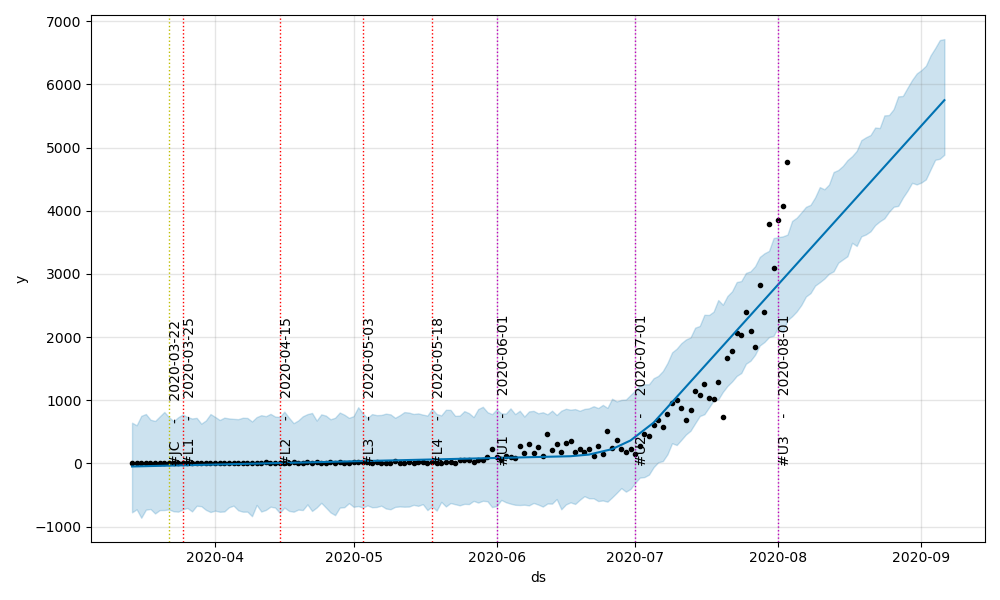 7000
6000
5000
4000
3000
2000
1000
0
−1000
y
#JC - 2020-03-22
#L1 - 2020-03-25
#L2 - 2020-04-15
#L3 - 2020-05-03
#L4 - 2020-05-18
#U1 - 2020-06-01
#U2 - 2020-07-01
#U3 - 2020-08-01
2020-04
2020-05
2020-06
2020-07
2020-08
2020-09
ds